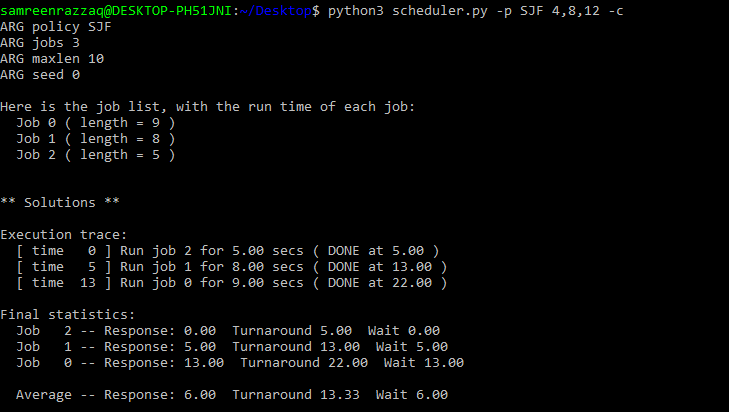 samreenrazzaq@DESKTOP-PH51JNI:~/Desktop$ python3 scheduler.py -p SJF 4,8,12 -c
ARG policy SJF
ARG jobs 3
ARG maxlen 10
ARG seed 0

Here is the job list, with the run time of each job:
  Job 0 ( length = 9 )
  Job 1 ( length = 8 )
  Job 2 ( length = 5 )


** Solutions **

Execution trace:
  [ time   0 ] Run job 2 for 5.00 secs ( DONE at 5.00 )
  [ time   5 ] Run job 1 for 8.00 secs ( DONE at 13.00 )
  [ time  13 ] Run job 0 for 9.00 secs ( DONE at 22.00 )

Final statistics:
  Job   2 -- Response: 0.00  Turnaround 5.00  Wait 0.00
  Job   1 -- Response: 5.00  Turnaround 13.00  Wait 5.00
  Job   0 -- Response: 13.00  Turnaround 22.00  Wait 13.00

  Average -- Response: 6.00  Turnaround 13.33  Wait 6.00